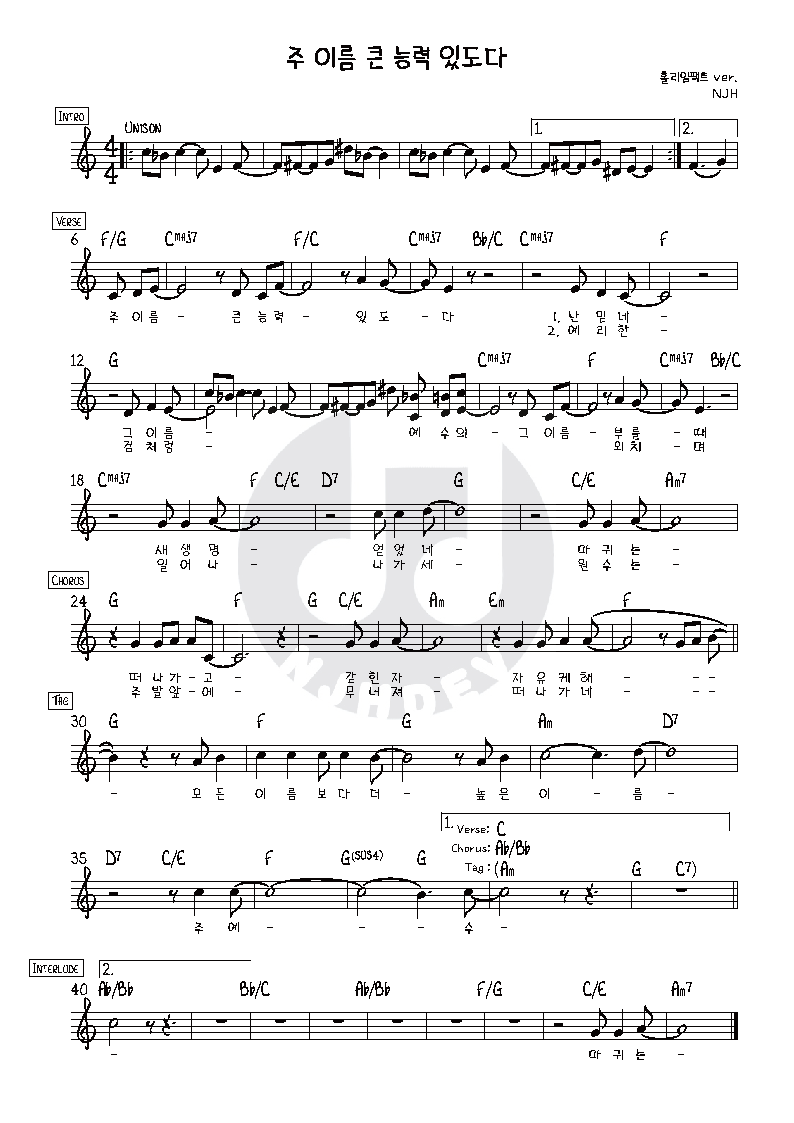 주 이름 큰 능력 있도다
홀리임팩트 ver.
NJH
INTRO
UNISON
1.
2.
VERSE
6 F/G CMAJ7 F/C CMAJ7 Bb/C CMAJ7 F
주 이 름 - 큰 능 력 - 있 도 - 다 1. 난 믿 네 -
2. 예 리 한 -
12 G CMAJ7 F CMAJ7 Bb/C
그 이 름 - - 예 수 의 - 그 이 름 - 부 를 - 때
검 처 럼 - 외 치 - 며
18 CMAJ7 F C/E D7 G C/E Am7
새 생 명 - 얻 었 네 - 따 귀 는 -
일 어 나 - 나 가 세 - 원 수 는 -
CHORUS
24 G F G C/E Am Em F
떠 나 가 - 고 갇 힌 자 - 자 유 케 해 - - -
주 발 앞 에 - 무 너 져 - 떠 나 가 네 - - -
TAG
30 G F G Am D7
- 모 든 이 름 보 다 더 - 높 은 이 - 름 -
1. Verse: C
Chorus: Ab/Bb
35 D7 C/E F G(SUS4) G Tag : (Am G C7)
주 에 - - - - 수 -
INTERLUDE
2.
40 Ab/Bb Bb/C Ab/Bb F/G C/E Am7
- 따 귀 는 -
NJHDEV